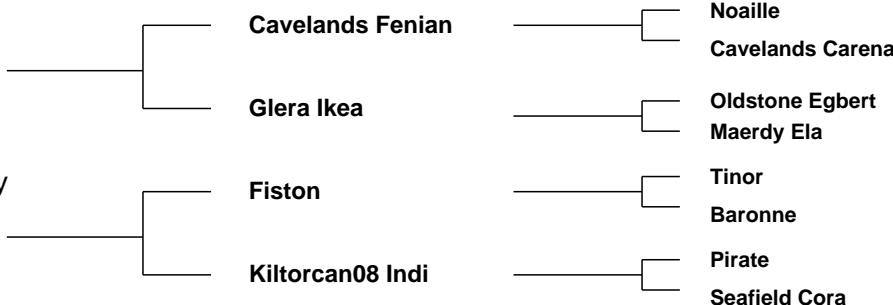 Noaille
Cavelands Fenian
Cavelands Carena
Oldstone Egbert
Glera Ikea
Maerdy Ela
Tinor
Fiston
Baronne
Pirate
Kiltorcan08 Indi
Seafield Cora